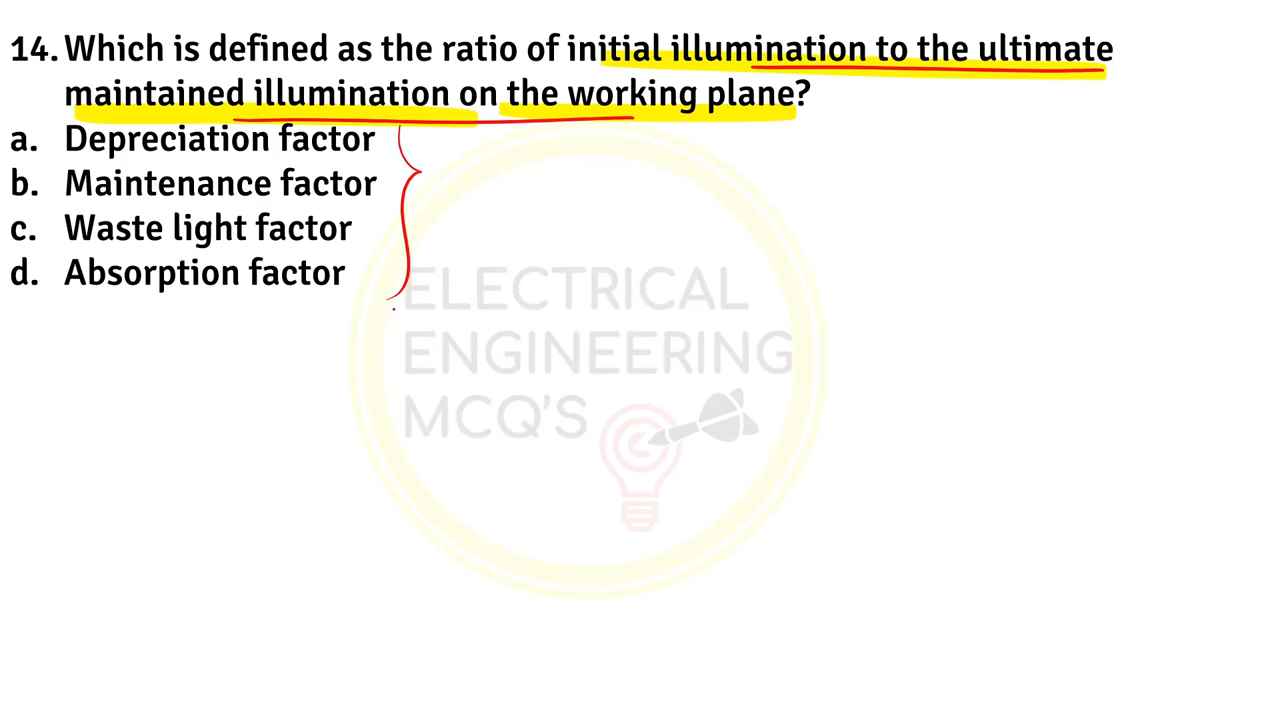 14. Which is defined as the ratio of initial illumination to the ultimate
maintained illumination on the working plane?
a. Depreciation factor
b. Maintenance factor
c. Waste light factor
d. Absorption factor
ELECTRICAL
ENGINEERING
MCQ'S